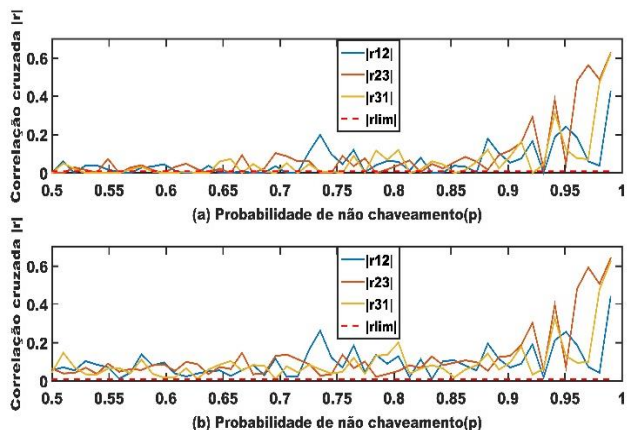 Correlação cruzada |r|
0.6
0.4
0.2
0
|r12|
|r23|
|r31|
|rlim|
0.5 0.55 0.6 0.65 0.7 0.75 0.8 0.85 0.9 0.95 1
(a) Probabilidade de não chaveamento(p)
Correlação cruzada |r|
0.6
0.4
0.2
0
|r12|
|r23|
|r31|
|rlim|
0.5 0.55 0.6 0.65 0.7 0.75 0.8 0.85 0.9 0.95 1
(b) Probabilidade de não chaveamento(p)